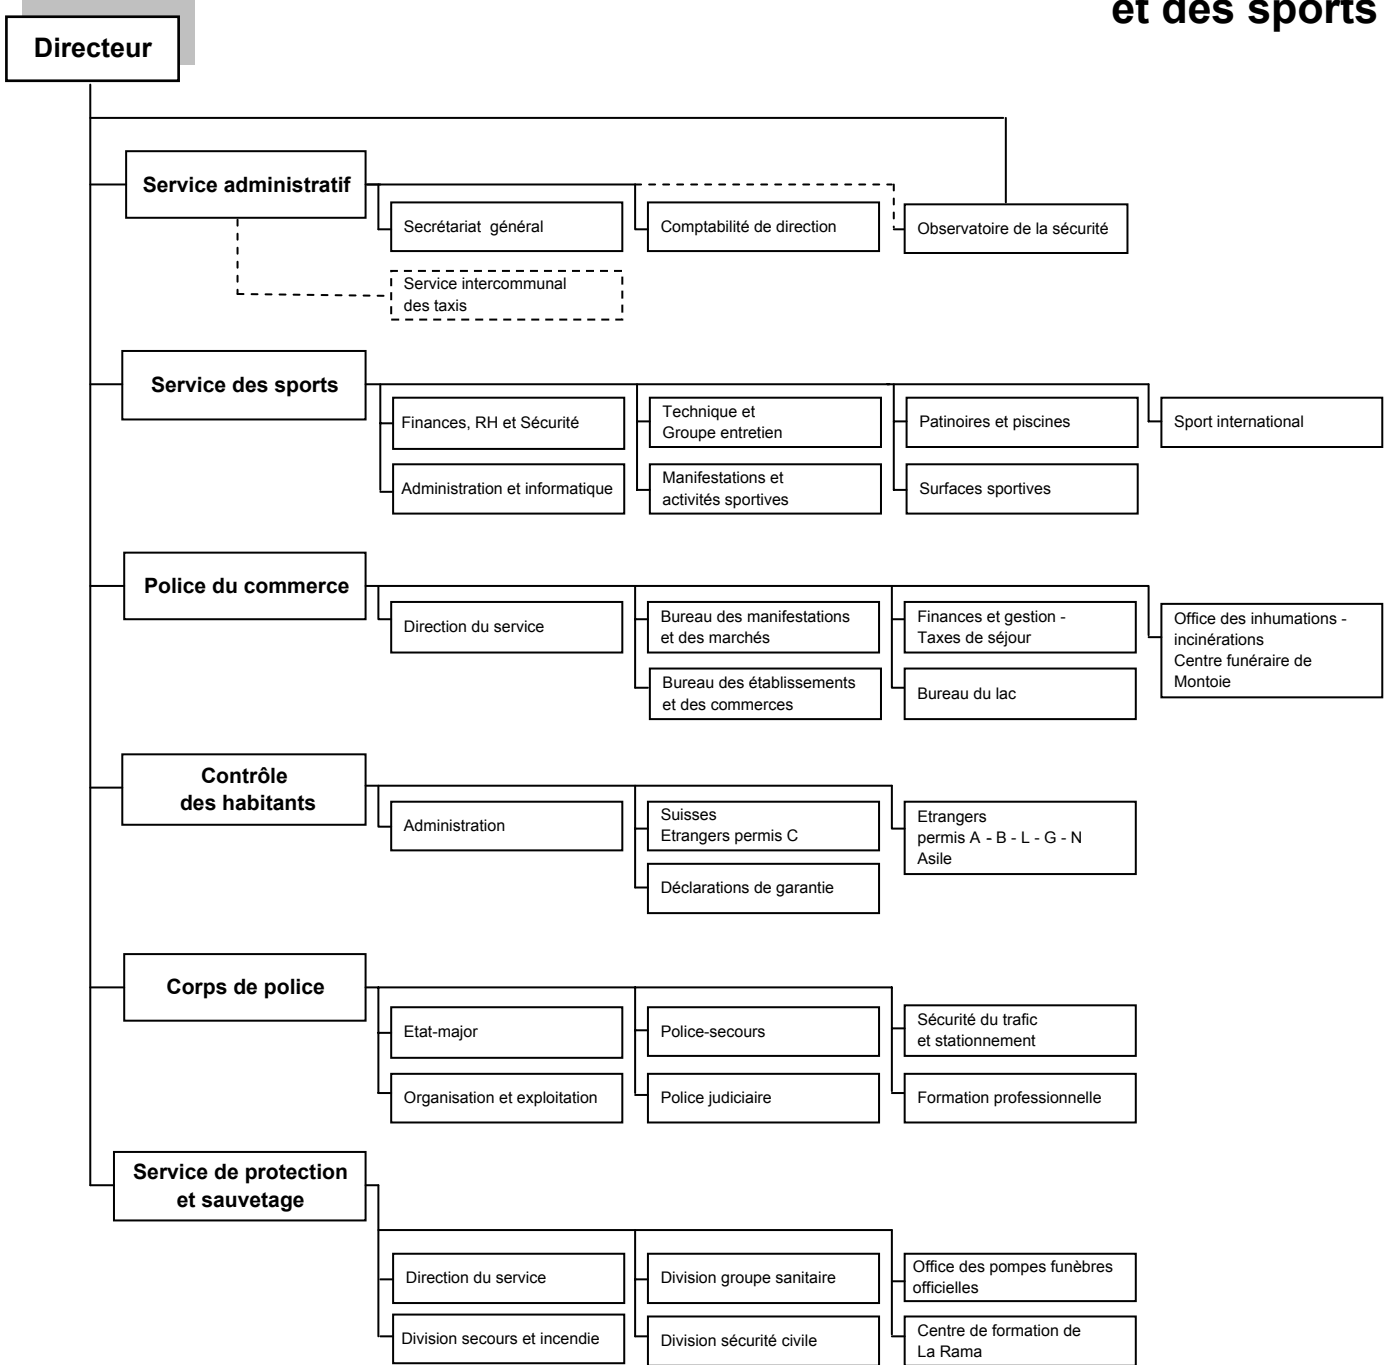 et des sports
Directeur
Service administratif
Secrétariat général
Comptabilité de direction
Observatoire de la sécurité
Service intercommunal
des taxis
Service des sports
Finances, RH et Sécurité
Technique et
Groupe entretien
Patinoires et piscines
Sport international
Administration et informatique
Manifestations et
activités sportives
Surfaces sportives
Police du commerce
Direction du service
Bureau des manifestations
et des marchés
Finances et gestion -
Taxes de séjour
Office des inhumations -
incinérations
Centre funéraire de
Montoie
Bureau des établissements
et des commerces
Bureau du lac
Contrôle
des habitants
Administration
Suisses
Etrangers permis C
Etrangers
permis A - B - L - G - N
Asile
Déclarations de garantie
Corps de police
Etat-major
Police-secours
Sécurité du trafic
et stationnement
Organisation et exploitation
Police judiciaire
Formation professionnelle
Service de protection
et sauvetage
Direction du service
Division groupe sanitaire
Office des pompes funèbres
officielles
Division secours et incendie
Division sécurité civile
Centre de formation de
La Rama